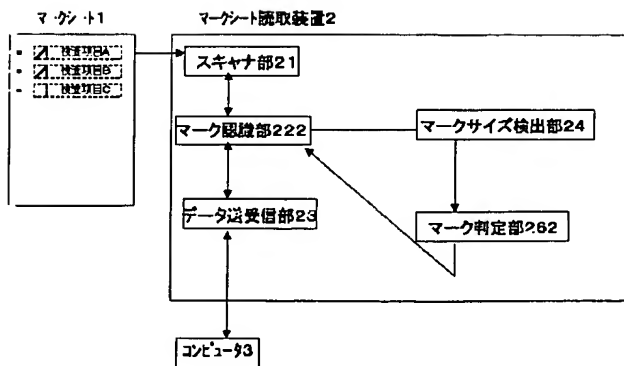 マークシート1
マークシート読取装置2
検査項目A
検査項目B
検査項目C
スキャナ部21
マーク認識部222
マークサイズ検出部24
データ送受信部23
マーク判定部262
コンピュータ3